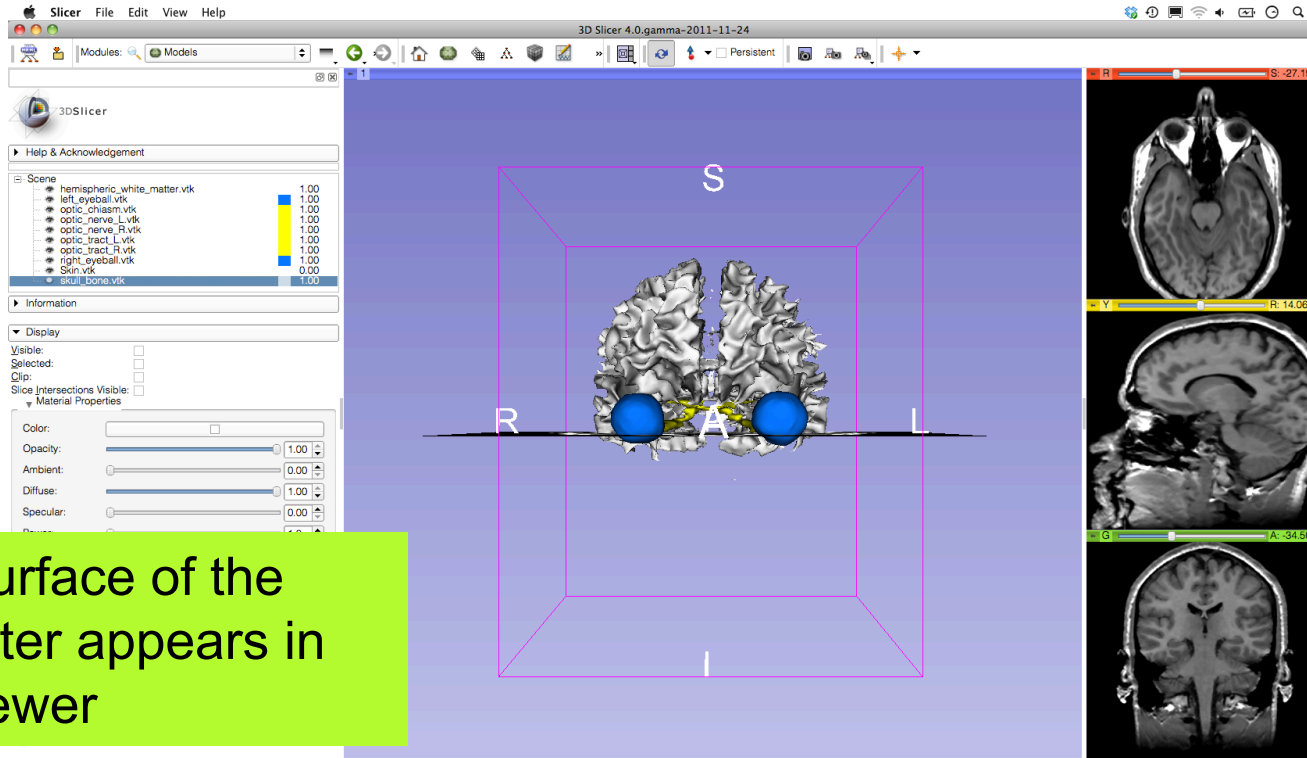 Slicer File Edit View Help
3D Slicer 4.0.gamma-2011-11-24
Modules: Models » Persistent
1
3DSlicer
Help & Acknowledgement
Scene
hemispheric_white_matter.vtk 1.00
left_eyeball.vtk 1.00
optic_chiasm.vtk 1.00
optic_nerve_L.vtk 1.00
optic_nerve_R.vtk 1.00
optic_tract_L.vtk 1.00
optic_tract_R.vtk 1.00
right_eyeball.vtk 1.00
Skin.vtk 0.00
skull_bone.vtk 1.00
Information
Display
Visible:
Selected:
Clip:
Slice Intersections Visible:
Material Properties
Color:
Opacity: 1.00
Ambient: 0.00
Diffuse: 1.00
Specular: 0.00
urface of the
ter appears in
ewer
S
R A L
I
R S: -27.19
Y R: 14.06
G A: -34.56